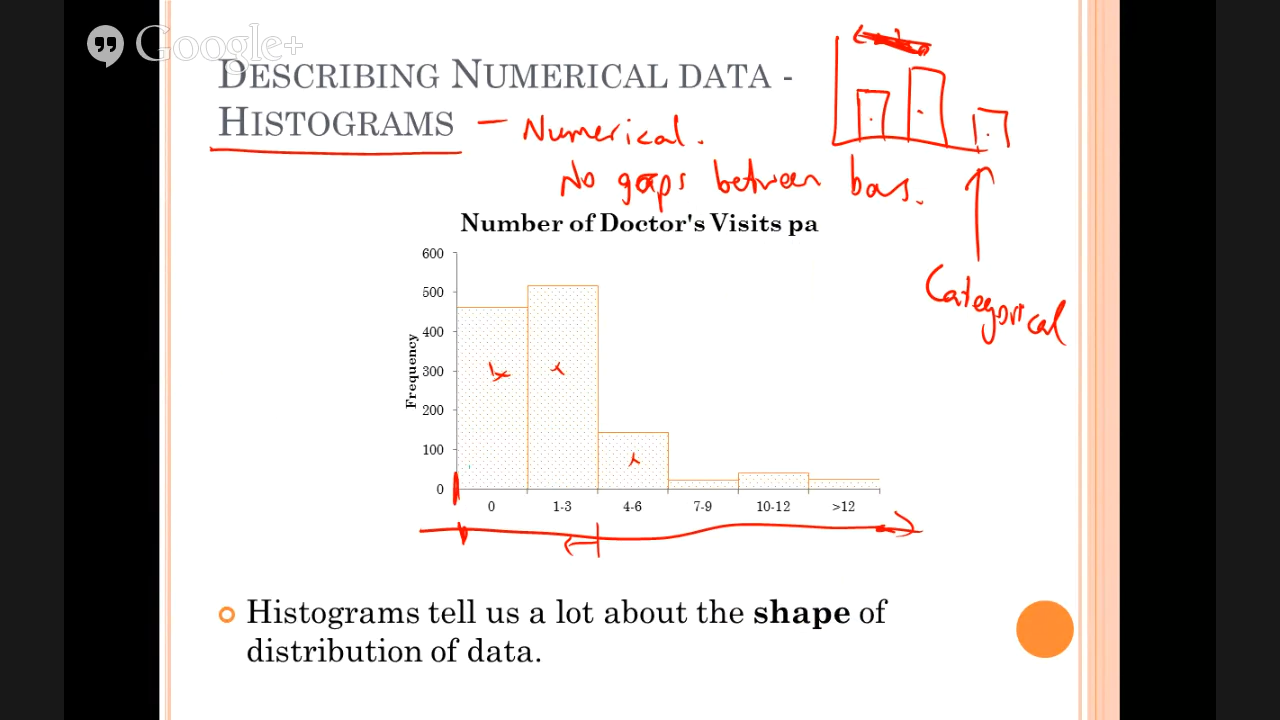 Google+
DESCRIBING NUMERICAL DATA -
HISTOGRAMS
– Numerical.
No gaps between bars.
Categorical
Number of Doctor's Visits pa
Frequency
600
500
400
300
200
100
0
0 1-3 4-6 7-9 10-12 >12
Histograms tell us a lot about the shape of
distribution of data.